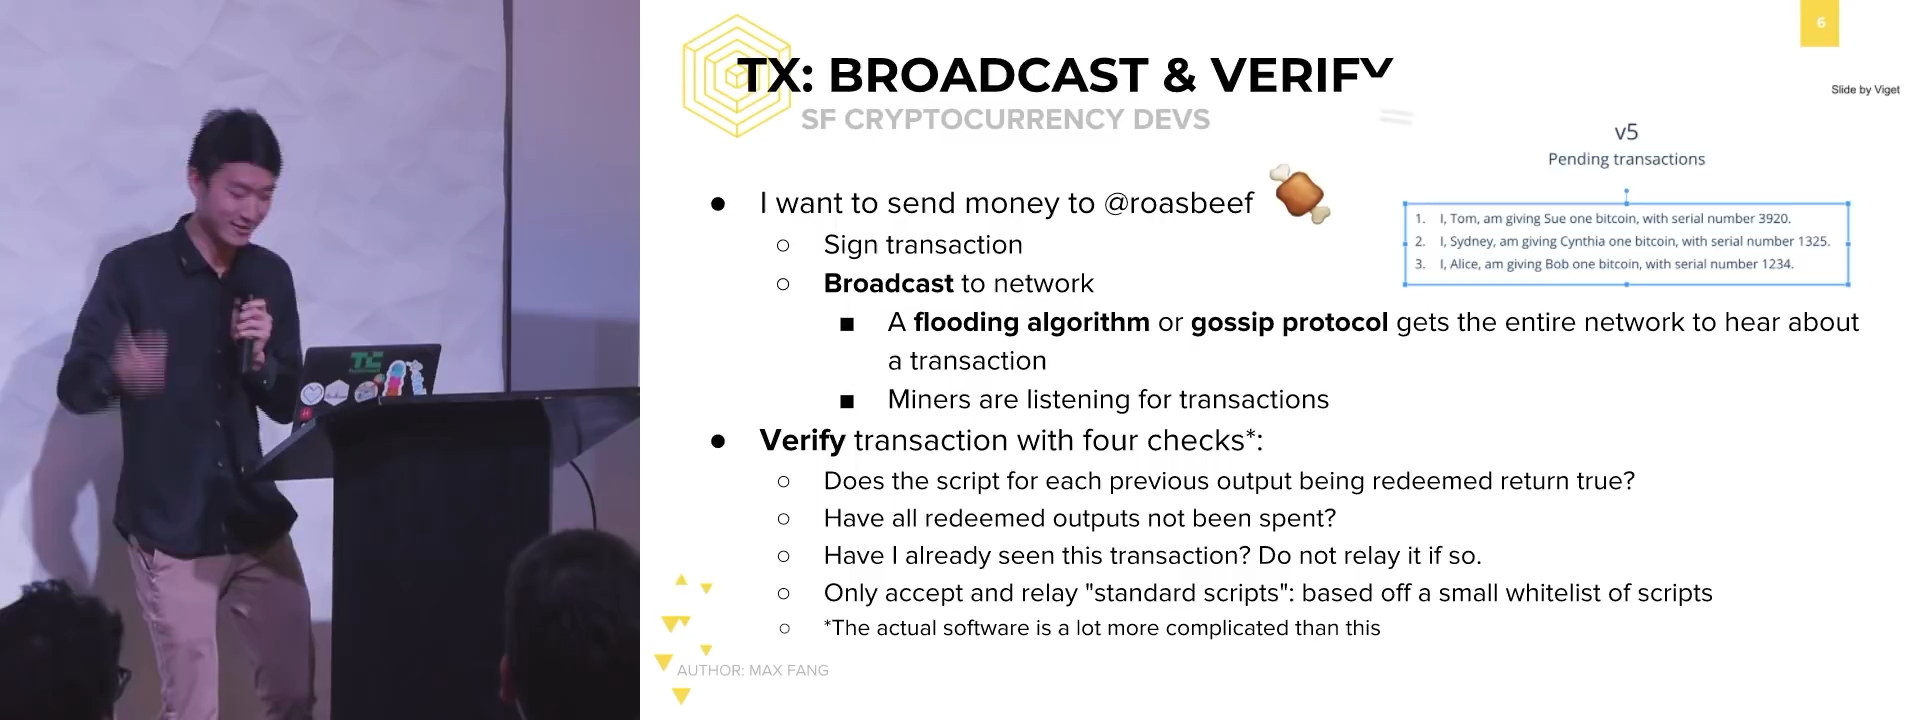 6
TX: BROADCAST & VERIFY
SF CRYPTOCURRENCY DEVS
Slide by Viget
v5
Pending transactions
1. I, Tom, am giving Sue one bitcoin, with serial number 3920.
2. I, Sydney, am giving Cynthia one bitcoin, with serial number 1325.
3. I, Alice, am giving Bob one bitcoin, with serial number 1234.
● I want to send money to @roasbeef
○ Sign transaction
○ Broadcast to network
■ A flooding algorithm or gossip protocol gets the entire network to hear about
a transaction
■ Miners are listening for transactions
● Verify transaction with four checks*:
○ Does the script for each previous output being redeemed return true?
○ Have all redeemed outputs not been spent?
○ Have I already seen this transaction? Do not relay it if so.
○ Only accept and relay "standard scripts": based off a small whitelist of scripts
○ *The actual software is a lot more complicated than this
AUTHOR: MAX FANG
TC